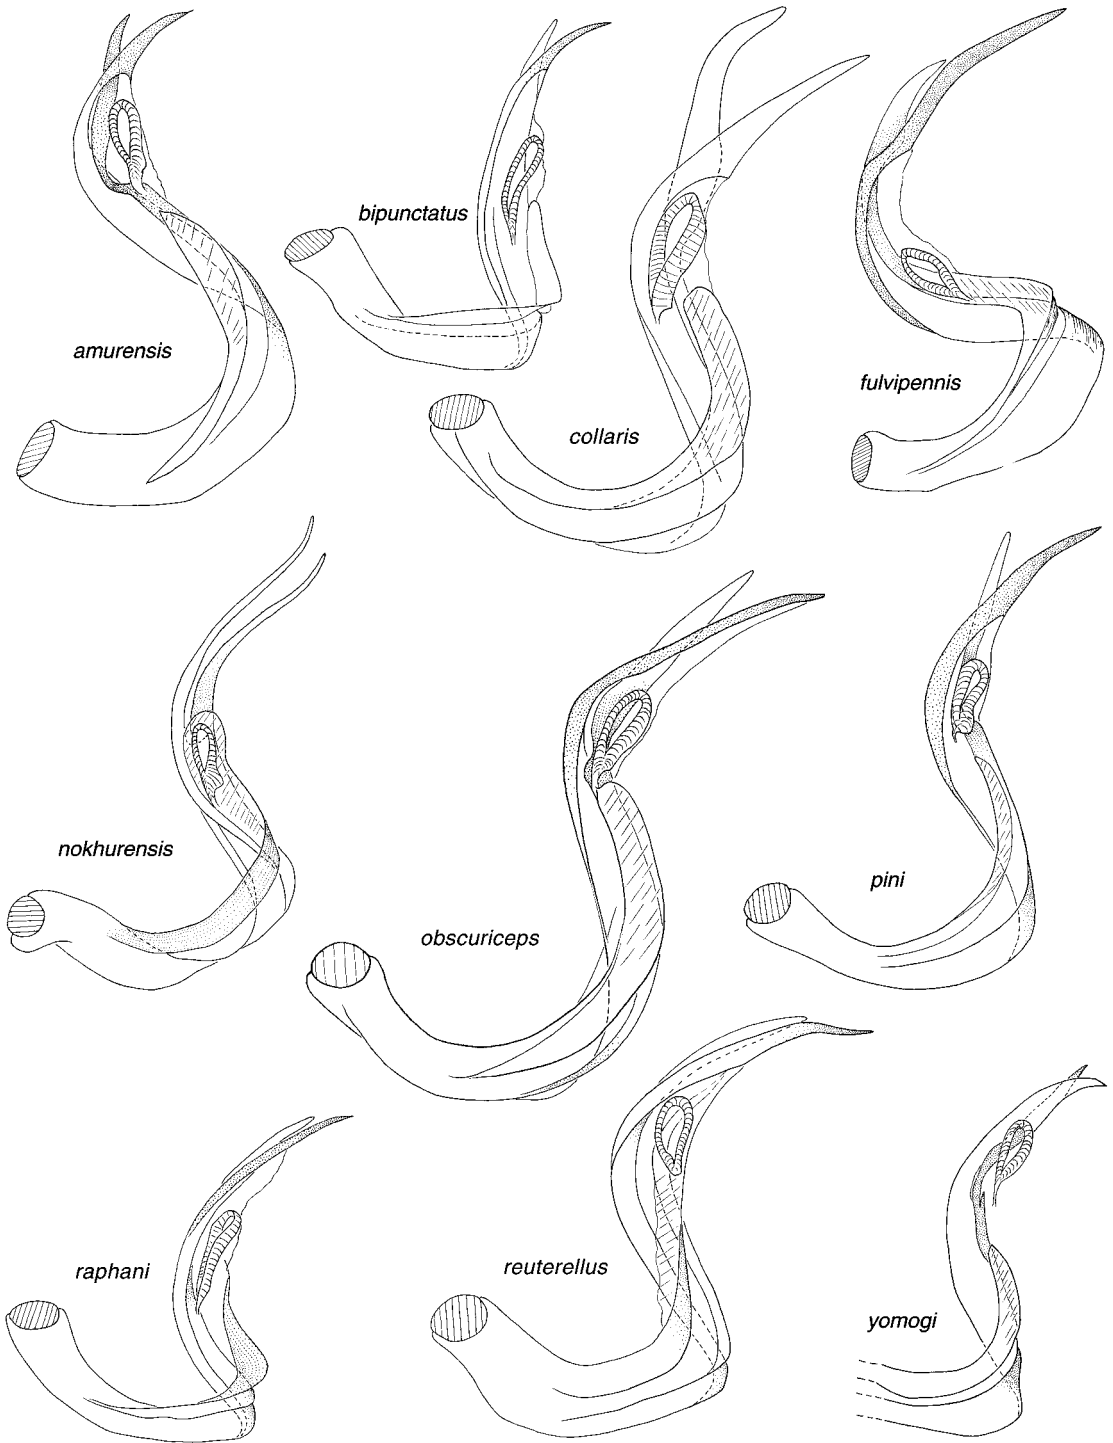 bipunctatus
amurensis
fulvipennis
collaris
nokhurensis
pini
obscuriceps
raphani
reuterellus
yomogi